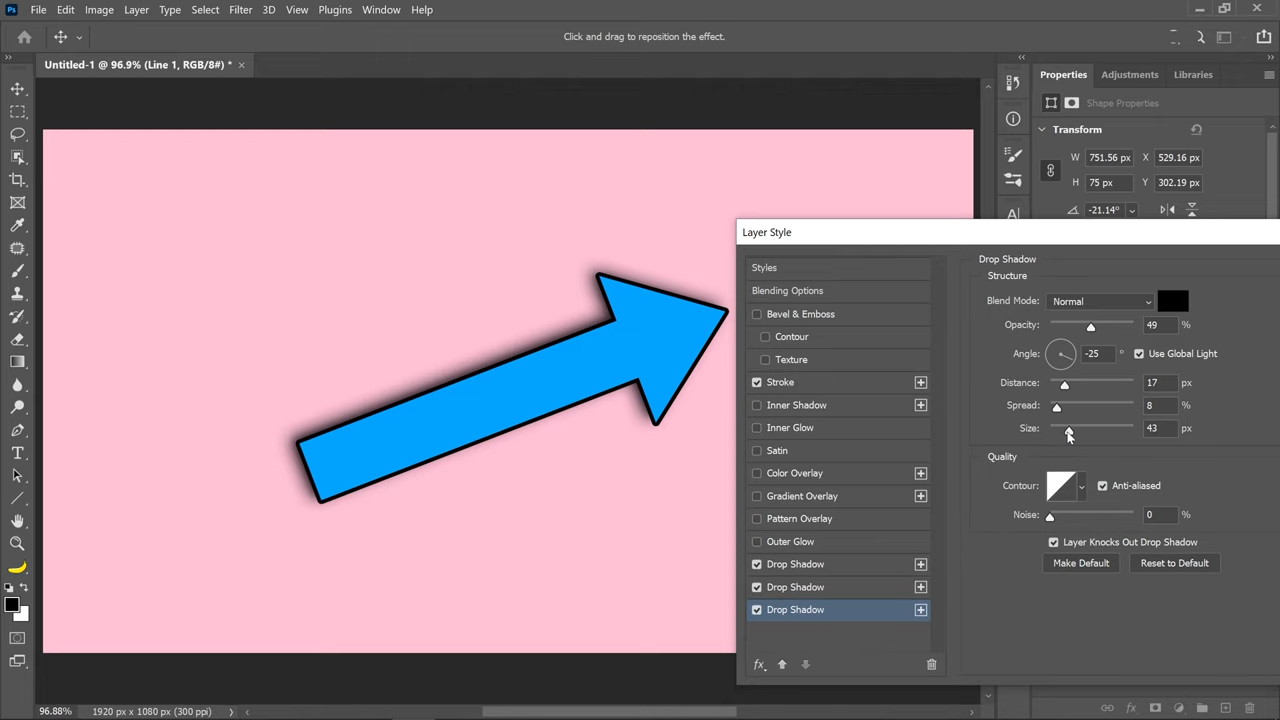 Ps File Edit Image Layer Type Select Filter 3D View Plugins Window Help
Click and drag to reposition the effect.
Untitled-1 @ 96.9% (Line 1, RGB/8#) *
Properties Adjustments Libraries
Shape Properties
Transform
W 751.56 px X 529.16 px
H 75 px Y 302.19 px
-21.14°
Layer Style
Styles
Blending Options
Bevel & Emboss
Contour
Texture
Stroke
Inner Shadow
Inner Glow
Satin
Color Overlay
Gradient Overlay
Pattern Overlay
Outer Glow
Drop Shadow
Drop Shadow
Drop Shadow
fx
Drop Shadow
Structure
Blend Mode: Normal
Opacity: 49 %
Angle: -25 ° Use Global Light
Distance: 17 px
Spread: 8 %
Size: 43 px
Quality
Contour: Anti-aliased
Noise: 0 %
Layer Knocks Out Drop Shadow
Make Default Reset to Default
96.88% 1920 px x 1080 px (300 ppi)
fx